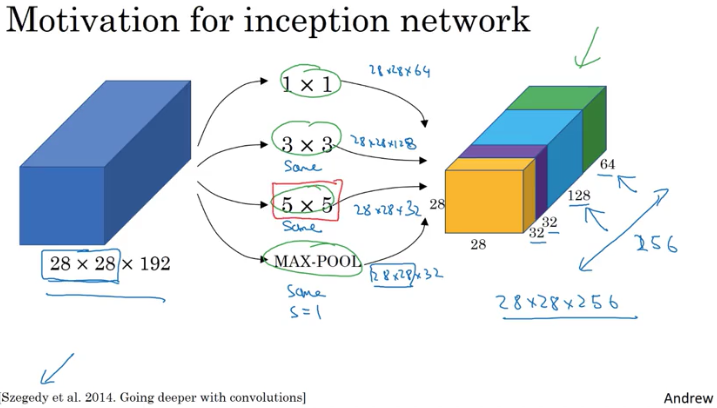 Motivation for inception network
1 × 1
28×28×64
3 × 3
same
28×28×128
5 × 5
same
28×28×32
MAX-POOL
same
s=1
28×28×32
28 × 28 × 192
28
28
32
32
128
64
256
28×28×256
[Szegedy et al. 2014. Going deeper with convolutions]
Andrew